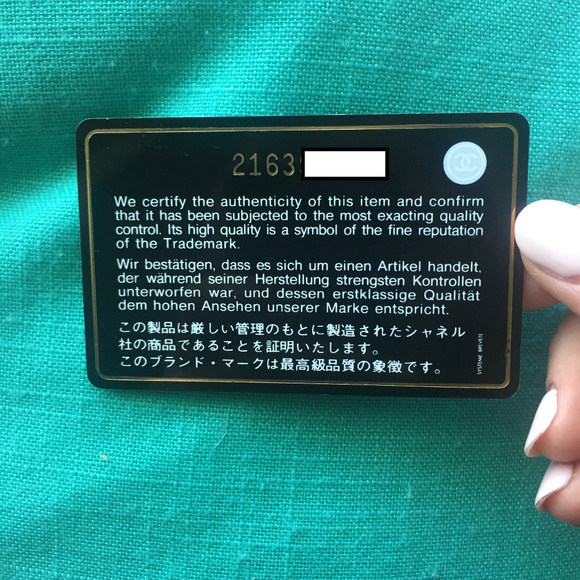 2163
We certify the authenticity of this item and confirm
that it has been subjected to the most exacting quality
control. Its high quality is a symbol of the fine reputation
of the Trademark.
Wir bestätigen, dass es sich um einen Artikel handelt,
der während seiner Herstellung strengsten Kontrollen
unterworfen war, und dessen erstklassige Qualität
dem hohen Ansehen unserer Marke entspricht.
この製品は厳しい管理のもとに製造されたシャネル
社の商品であることを証明いたします。
このブランド・マークは最高級品質の象徴です。
SYSTEME BREVETE